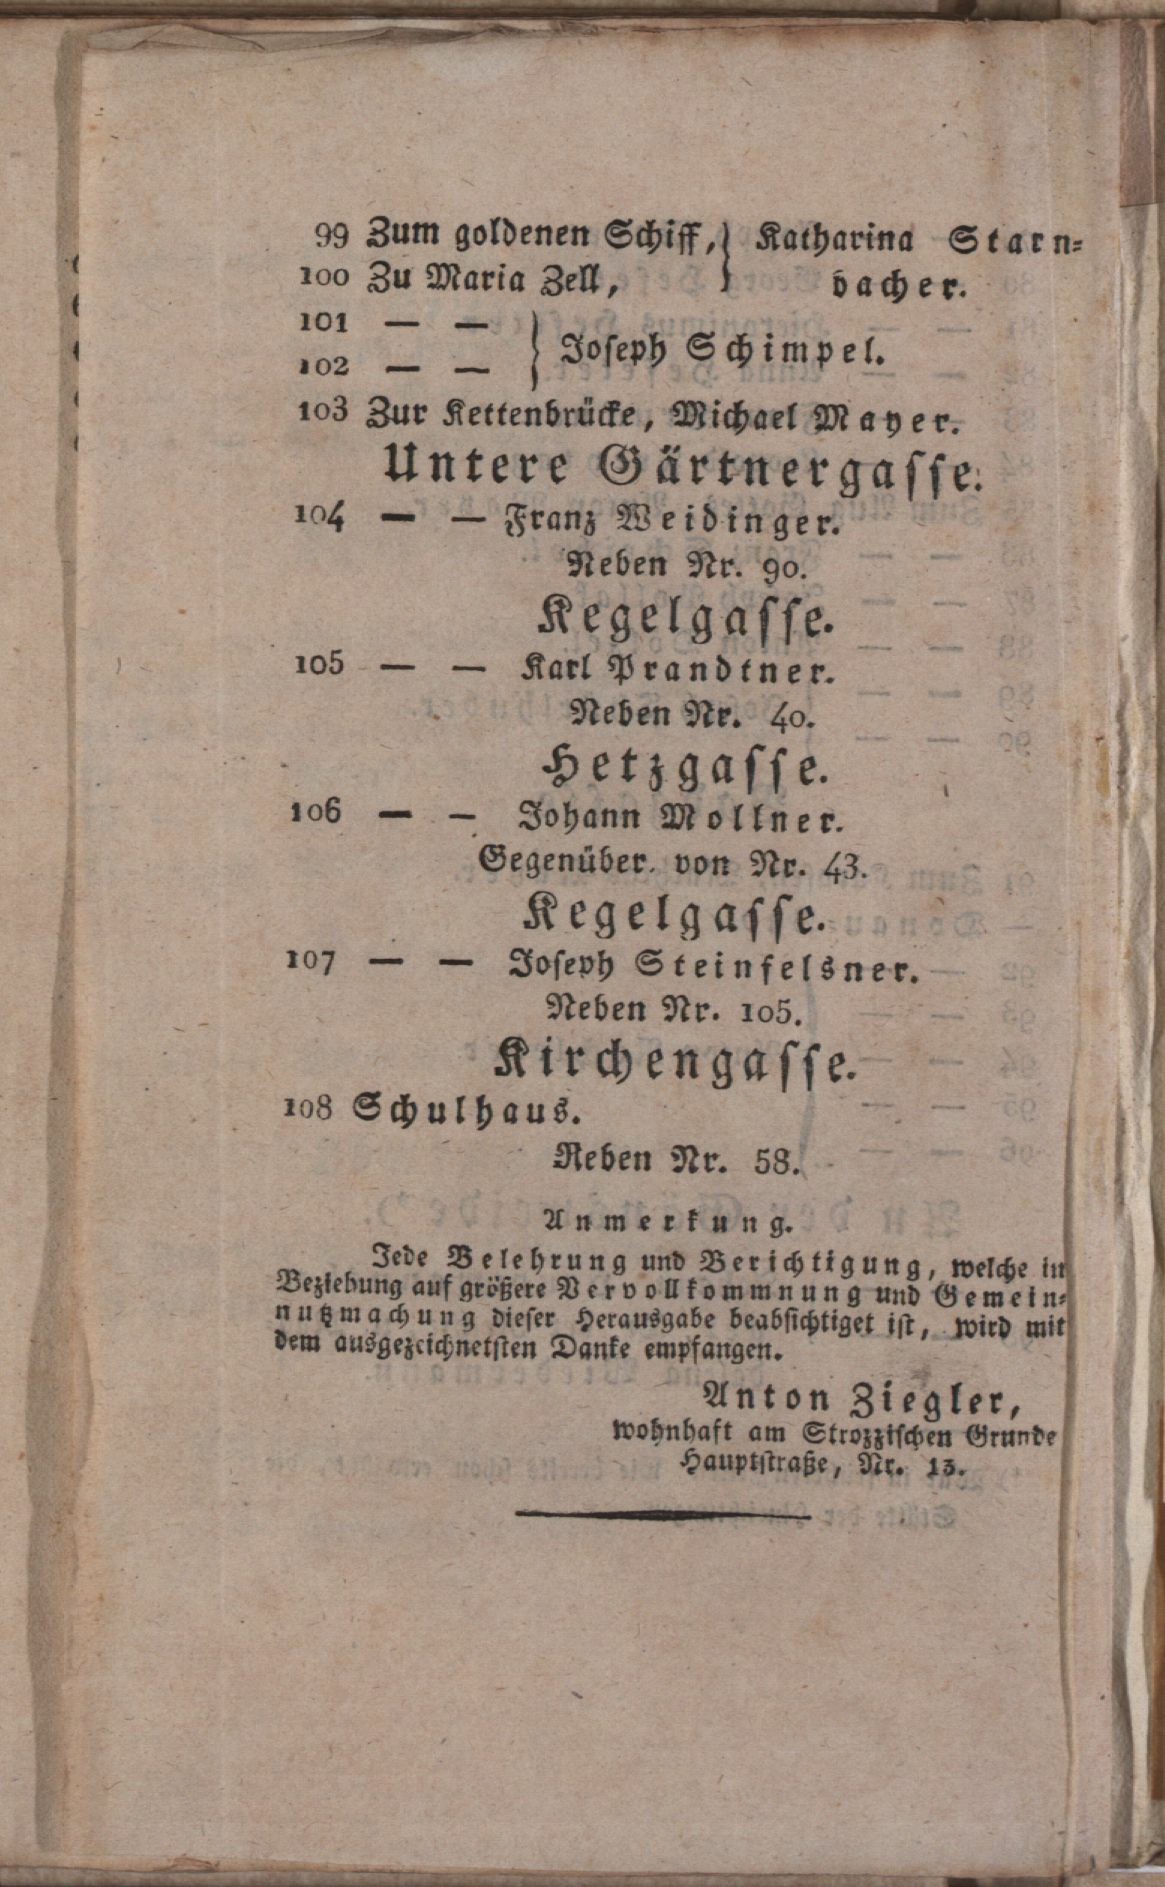 99 Zum goldenen Schiff, } Katharina Starn-
100 Zu Maria Zell, } bacher.
101 — — }
102 — — } Joseph Schimpel.
103 Zur Kettenbrücke, Michael Mayer.
Untere Gärtnergasse.
104 — — Franz Weidinger.
Neben Nr. 90.
Kegelgasse.
105 — — Karl Prandtner.
Neben Nr. 40.
Hetzgasse.
106 — — Johann Mollner.
Gegenüber von Nr. 43.
Kegelgasse.
107 — — Joseph Steinfelsner.
Neben Nr. 105.
Kirchengasse.
108 Schulhaus.
Neben Nr. 58.
Anmerkung.
Jede Belehrung und Berichtigung, welche in
Beziehung auf größere Vervollkommnung und Gemein-
nutzmachung dieser Herausgabe beabsichtiget ist, wird mit
dem ausgezeichnetsten Danke empfangen.
Anton Ziegler,
wohnhaft am Strozzischen Grunde
Hauptstraße, Nr. 13.